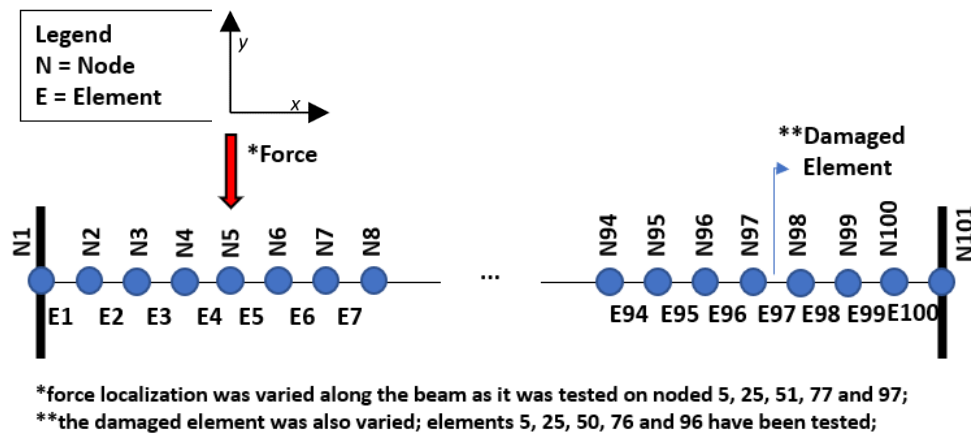 Legend
N = Node
E = Element
y
x
*Force
**Damaged
Element
N1 N2 N3 N4 N5 N6 N7 N8 ... N94 N95 N96 N97 N98 N99 N100 N101
E1 E2 E3 E4 E5 E6 E7 E94 E95 E96 E97 E98 E99 E100
*force localization was varied along the beam as it was tested on noded 5, 25, 51, 77 and 97;
**the damaged element was also varied; elements 5, 25, 50, 76 and 96 have been tested;